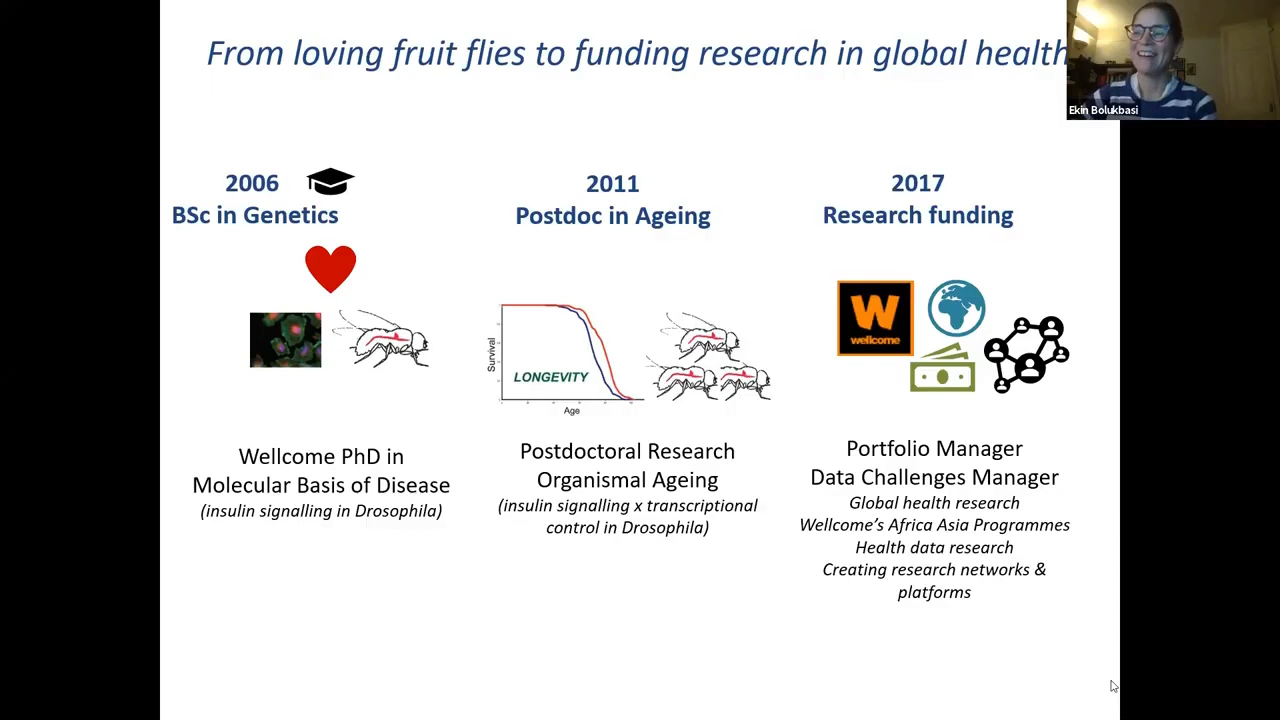 From loving fruit flies to funding research in global health
Ekin Bolukbasi
2006
BSc in Genetics
2011
Postdoc in Ageing
2017
Research funding
Survival
LONGEVITY
Age
W
wellcome
Wellcome PhD in
Molecular Basis of Disease
(insulin signalling in Drosophila)
Postdoctoral Research
Organismal Ageing
(insulin signalling x transcriptional
control in Drosophila)
Portfolio Manager
Data Challenges Manager
Global health research
Wellcome's Africa Asia Programmes
Health data research
Creating research networks &
platforms